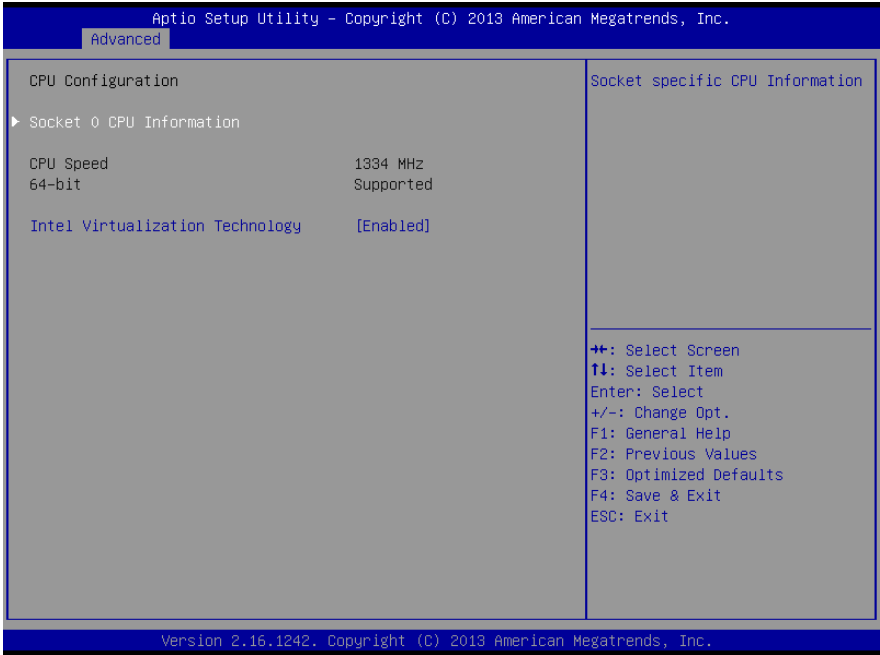 Aptio Setup Utility – Copyright (C) 2013 American Megatrends, Inc.
Advanced
CPU Configuration
Socket 0 CPU Information
CPU Speed 1334 MHz
64-bit Supported
Intel Virtualization Technology [Enabled]
Socket specific CPU Information
→←: Select Screen
↑↓: Select Item
Enter: Select
+/-: Change Opt.
F1: General Help
F2: Previous Values
F3: Optimized Defaults
F4: Save & Exit
ESC: Exit
Version 2.16.1242. Copyright (C) 2013 American Megatrends, Inc.